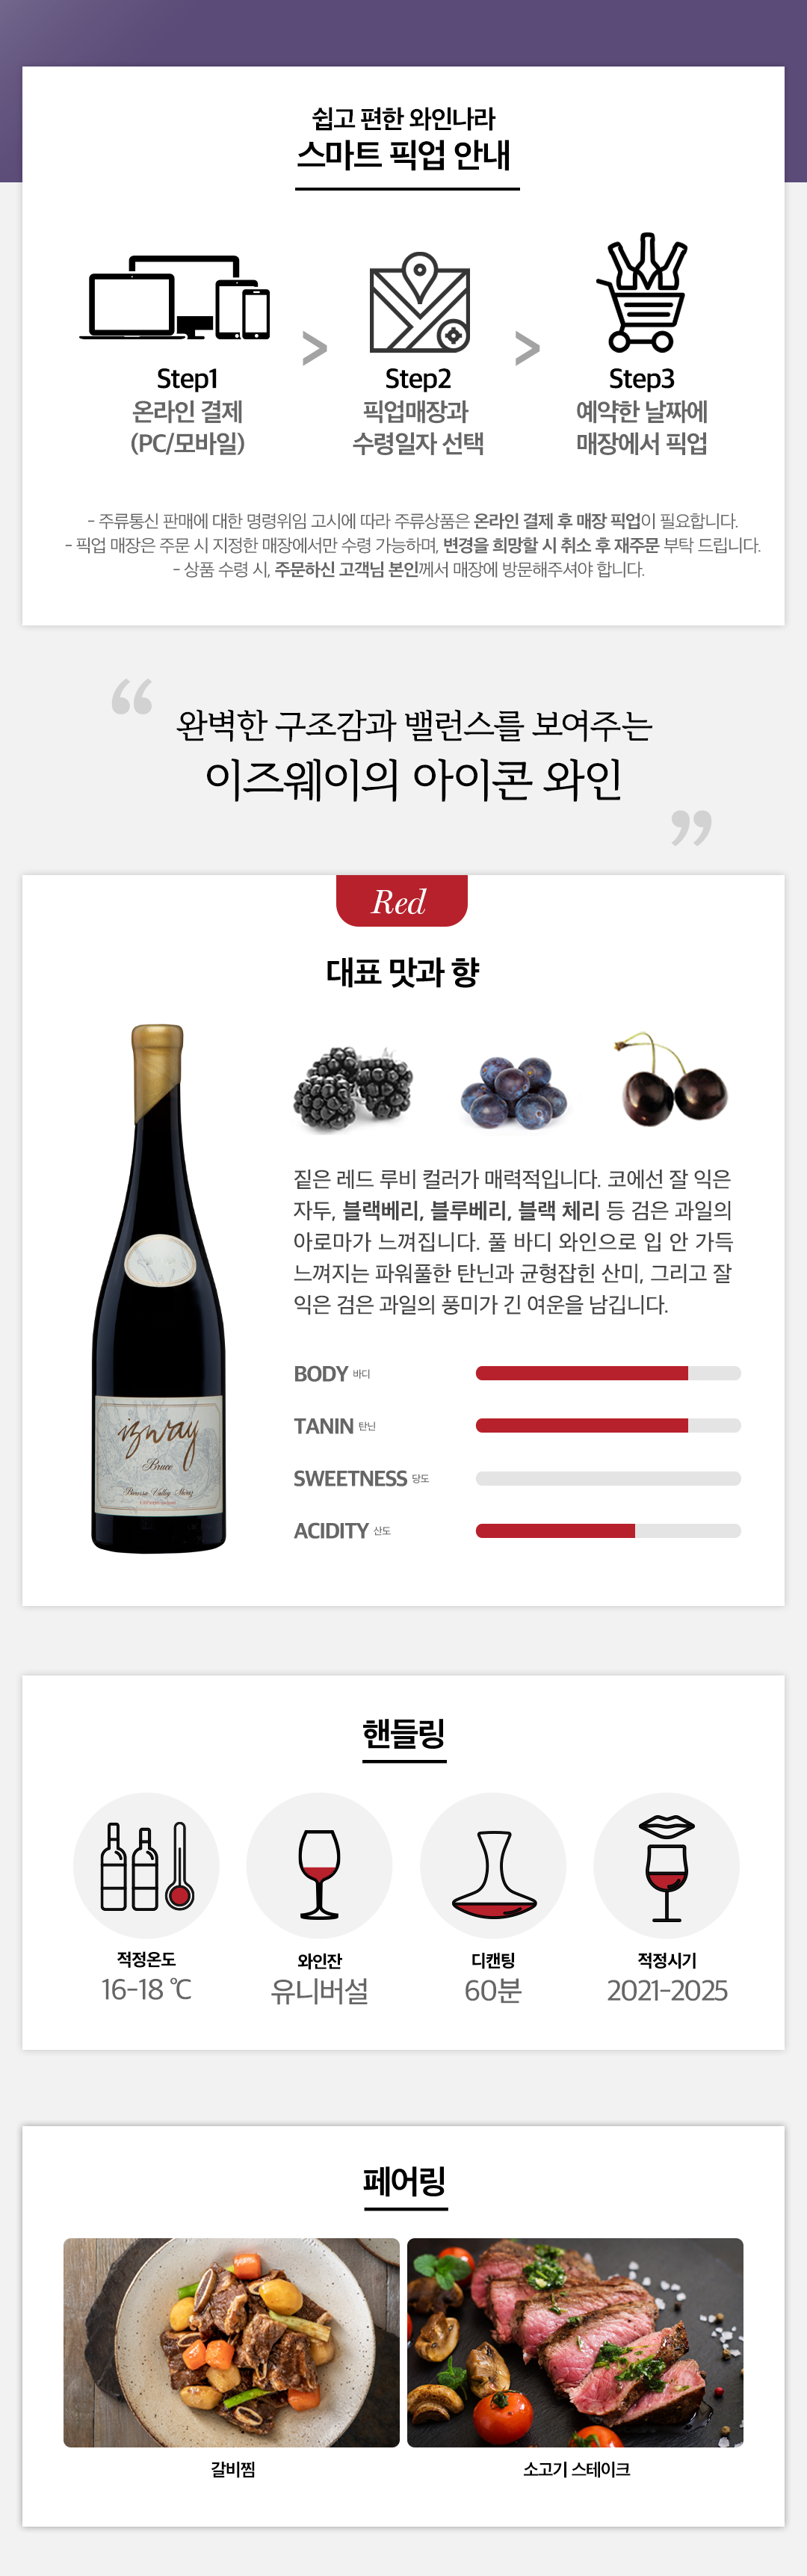 쉽고 편한 와인나라
스마트 픽업 안내
> >
Step1
온라인 결제
(PC/모바일)
Step2
픽업매장과
수령일자 선택
Step3
예약한 날짜에
매장에서 픽업
- 주류통신 판매에 대한 명령위임 고시에 따라 주류상품은 온라인 결제 후 매장 픽업이 필요합니다.
- 픽업 매장은 주문 시 지정한 매장에서만 수령 가능하며, 변경을 희망할 시 취소 후 재주문 부탁 드립니다.
- 상품 수령 시, 주문하신 고객님 본인께서 매장에 방문해주셔야 합니다.
“ 완벽한 구조감과 밸런스를 보여주는
이즈웨이의 아이콘 와인 ”
Red
대표 맛과 향
짙은 레드 루비 컬러가 매력적입니다. 코에선 잘 익은
자두, 블랙베리, 블루베리, 블랙 체리 등 검은 과일의
아로마가 느껴집니다. 풀 바디 와인으로 입 안 가득
느껴지는 파워풀한 탄닌과 균형잡힌 산미, 그리고 잘
익은 검은 과일의 풍미가 긴 여운을 남깁니다.
izway
Bruce
Barossa Valley Shiraz
BODY 바디
TANIN 탄닌
SWEETNESS 당도
ACIDITY 산도
핸들링
적정온도
16-18 ℃
와인잔
유니버설
디캔팅
60분
적정시기
2021-2025
페어링
갈비찜
소고기 스테이크